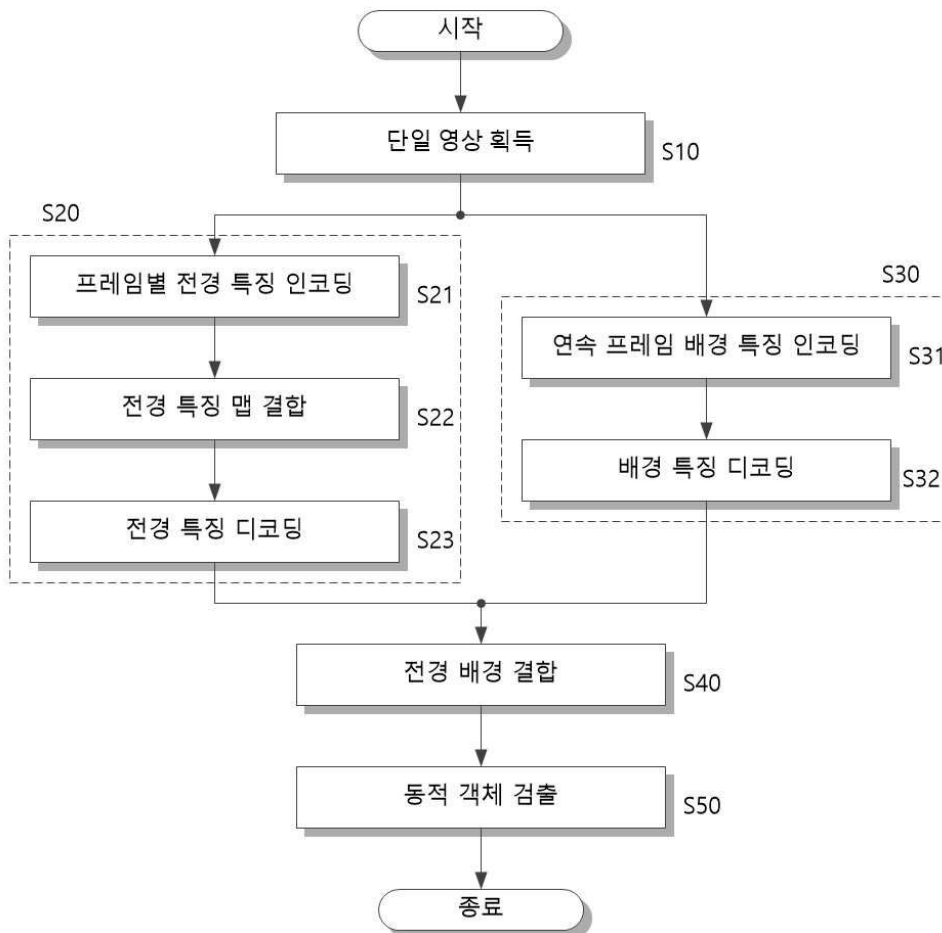 시작
단일 영상 획득
S10
S20
프레임별 전경 특징 인코딩
S21
전경 특징 맵 결합
S22
전경 특징 디코딩
S23
S30
연속 프레임 배경 특징 인코딩
S31
배경 특징 디코딩
S32
전경 배경 결합
S40
동적 객체 검출
S50
종료